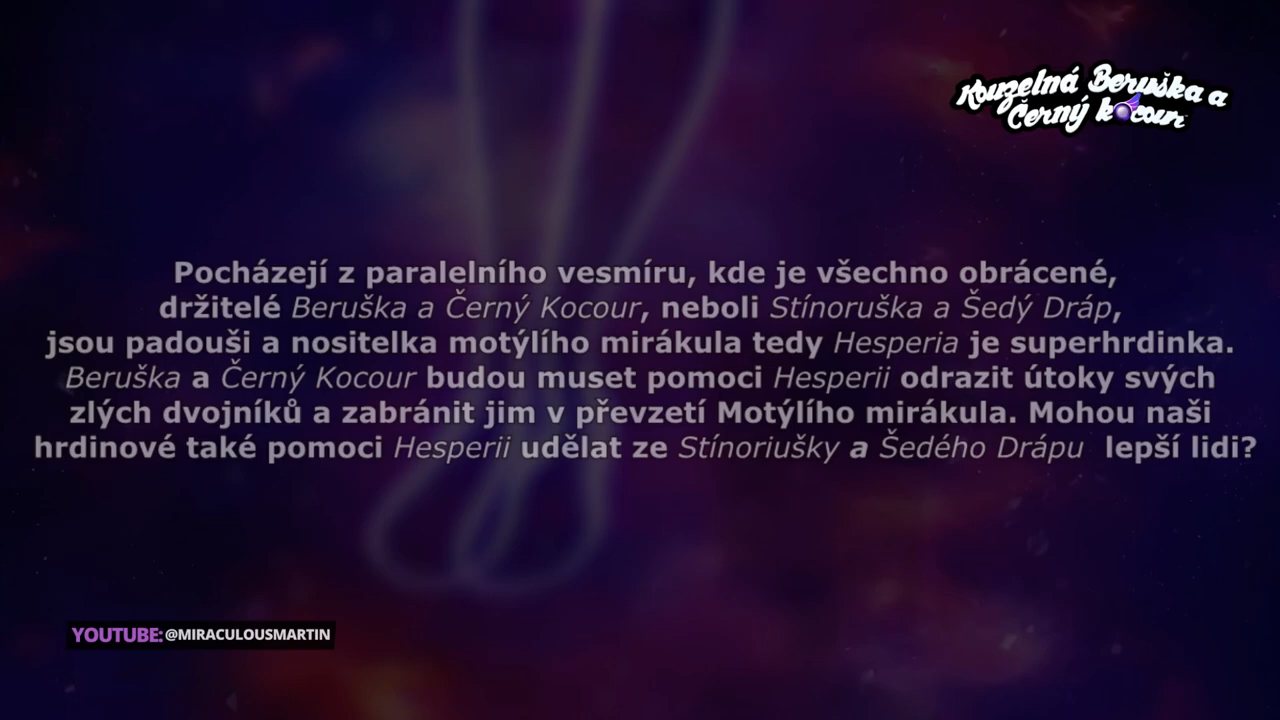 Kouzelná Beruška a
Černý kocour
Pocházejí z paralelního vesmíru, kde je všechno obrácené,
držitelé Beruška a Černý Kocour, neboli Stínoruška a Šedý Dráp,
jsou padouši a nositelka motýlího mirákula tedy Hesperia je superhrdinka.
Beruška a Černý Kocour budou muset pomoci Hesperii odrazit útoky svých
zlých dvojníků a zabránit jim v převzetí Motýlího mirákula. Mohou naši
hrdinové také pomoci Hesperii udělat ze Stínoriušky a Šedého Drápu lepší lidi?
YOUTUBE: @MIRACULOUSMARTIN